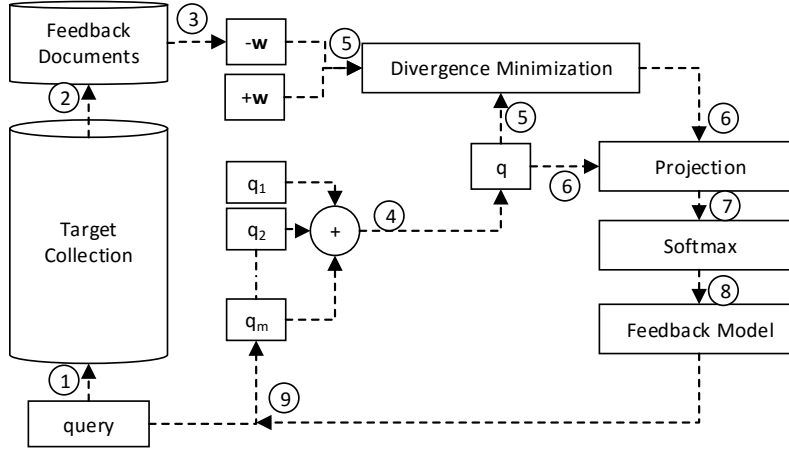 Feedback
Documents
3
-w
+w
5
Divergence Minimization
2
5
6
Target
Collection
q1
q2
qm
+
4
q
6
Projection
7
Softmax
8
Feedback Model
1
query
9